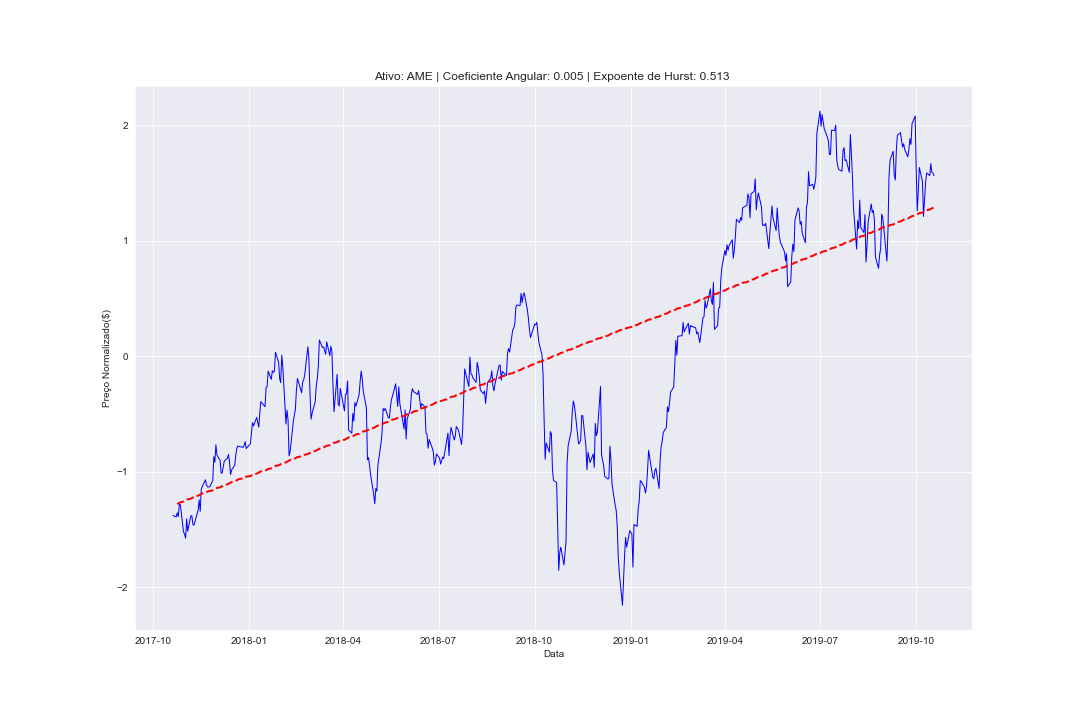 Ativo: AME | Coeficiente Angular: 0.005 | Expoente de Hurst: 0.513
Preço Normalizado($)
2
1
0
−1
−2
2017-10 2018-01 2018-04 2018-07 2018-10 2019-01 2019-04 2019-07 2019-10
Data